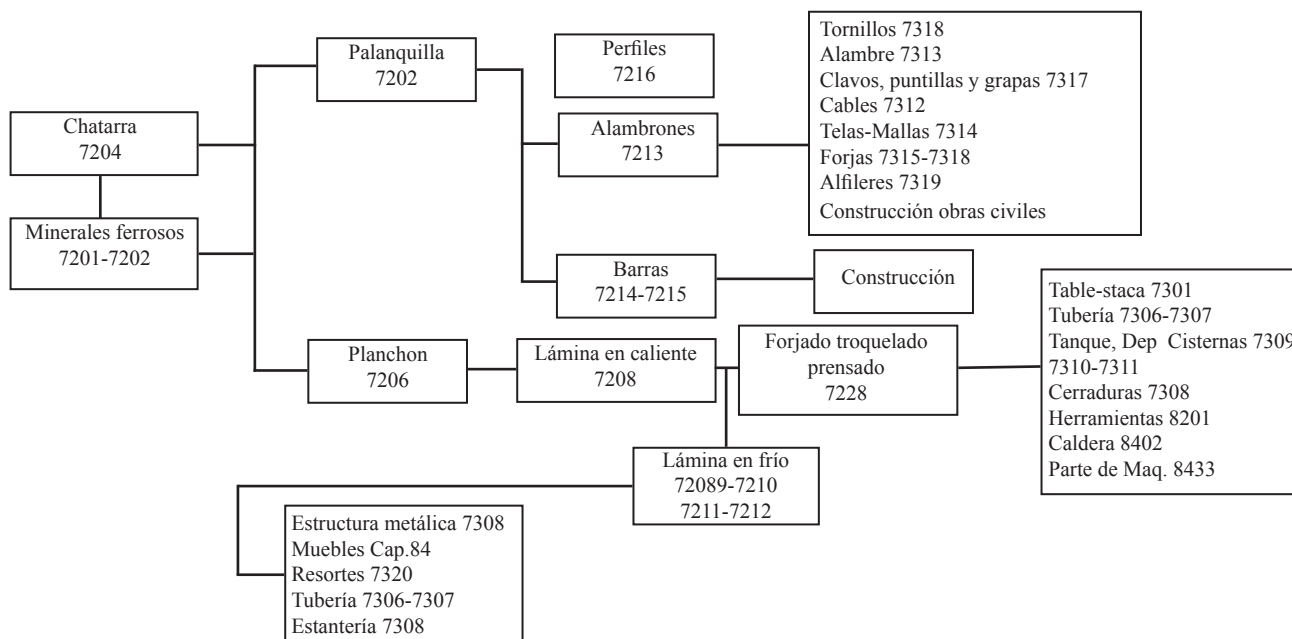 Chatarra
7204
Minerales ferrosos
7201-7202
Palanquilla
7202
Planchon
7206
Perfiles
7216
Alambrones
7213
Barras
7214-7215
Tornillos 7318
Alambre 7313
Clavos, puntillas y grapas 7317
Cables 7312
Telas-Mallas 7314
Forjas 7315-7318
Alfileres 7319
Construcción obras civiles
Construcción
Lámina en caliente
7208
Forjado troquelado
prensado
7228
Table-staca 7301
Tubería 7306-7307
Tanque, Dep Cisternas 7309
7310-7311
Cerraduras 7308
Herramientas 8201
Caldera 8402
Parte de Maq. 8433
Lámina en frío
72089-7210
7211-7212
Estructura metálica 7308
Muebles Cap.84
Resortes 7320
Tubería 7306-7307
Estantería 7308